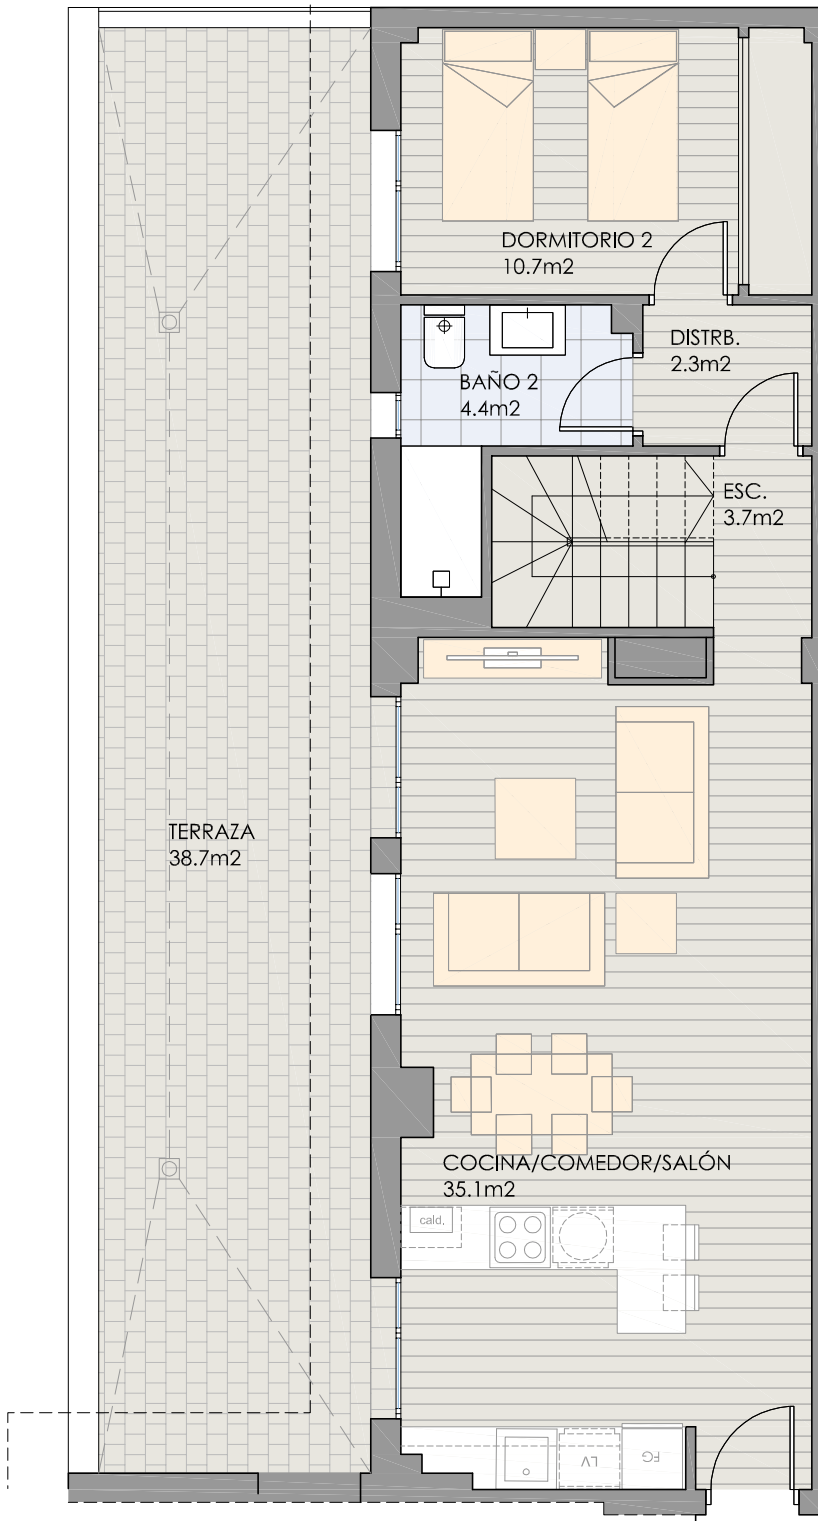 DORMITORIO 2
10.7m2
DISTRB.
2.3m2
BAÑO 2
4.4m2
ESC.
3.7m2
TERRAZA
38.7m2
COCINA/COMEDOR/SALÓN
35.1m2
cald,
LV
FG